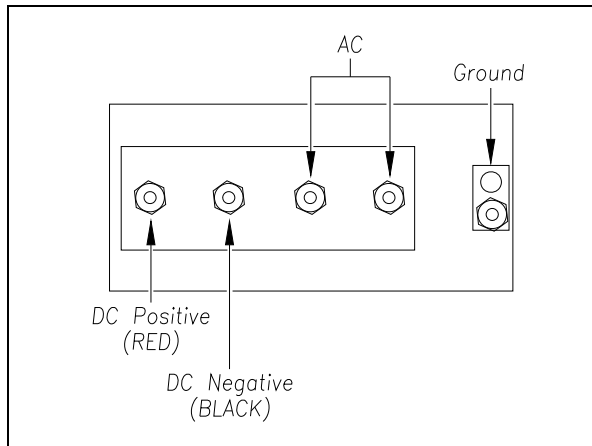 AC
Ground
DC Positive
(RED)
DC Negative
(BLACK)